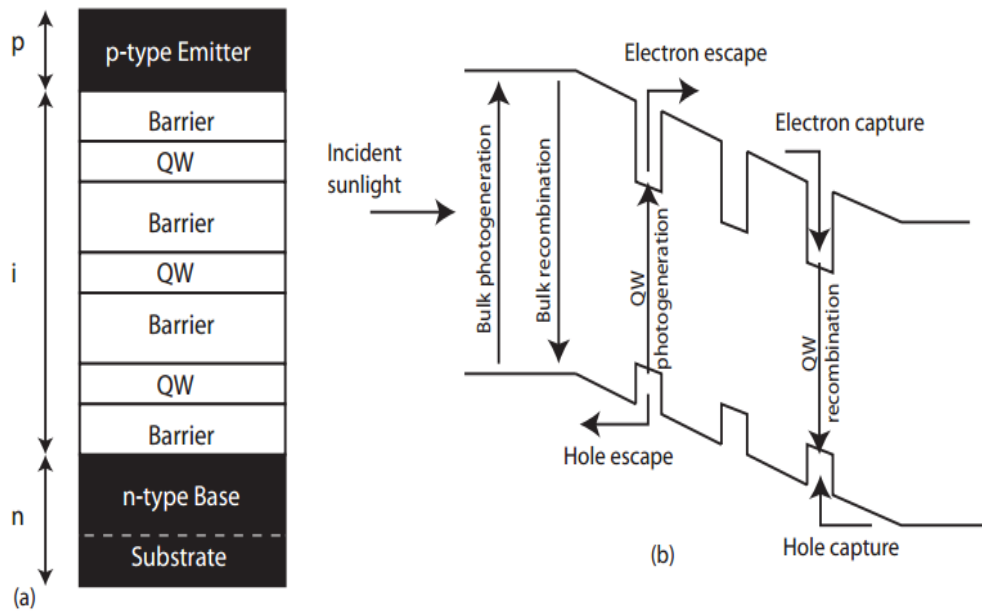 p
p-type Emitter
Barrier
QW
Barrier
i
QW
Barrier
QW
Barrier
n-type Base
n
Substrate
(a)
Incident
sunlight
Bulk photogeneration
Bulk recombination
QW
photogeneration
Electron escape
Hole escape
Electron capture
QW
recombination
Hole capture
(b)